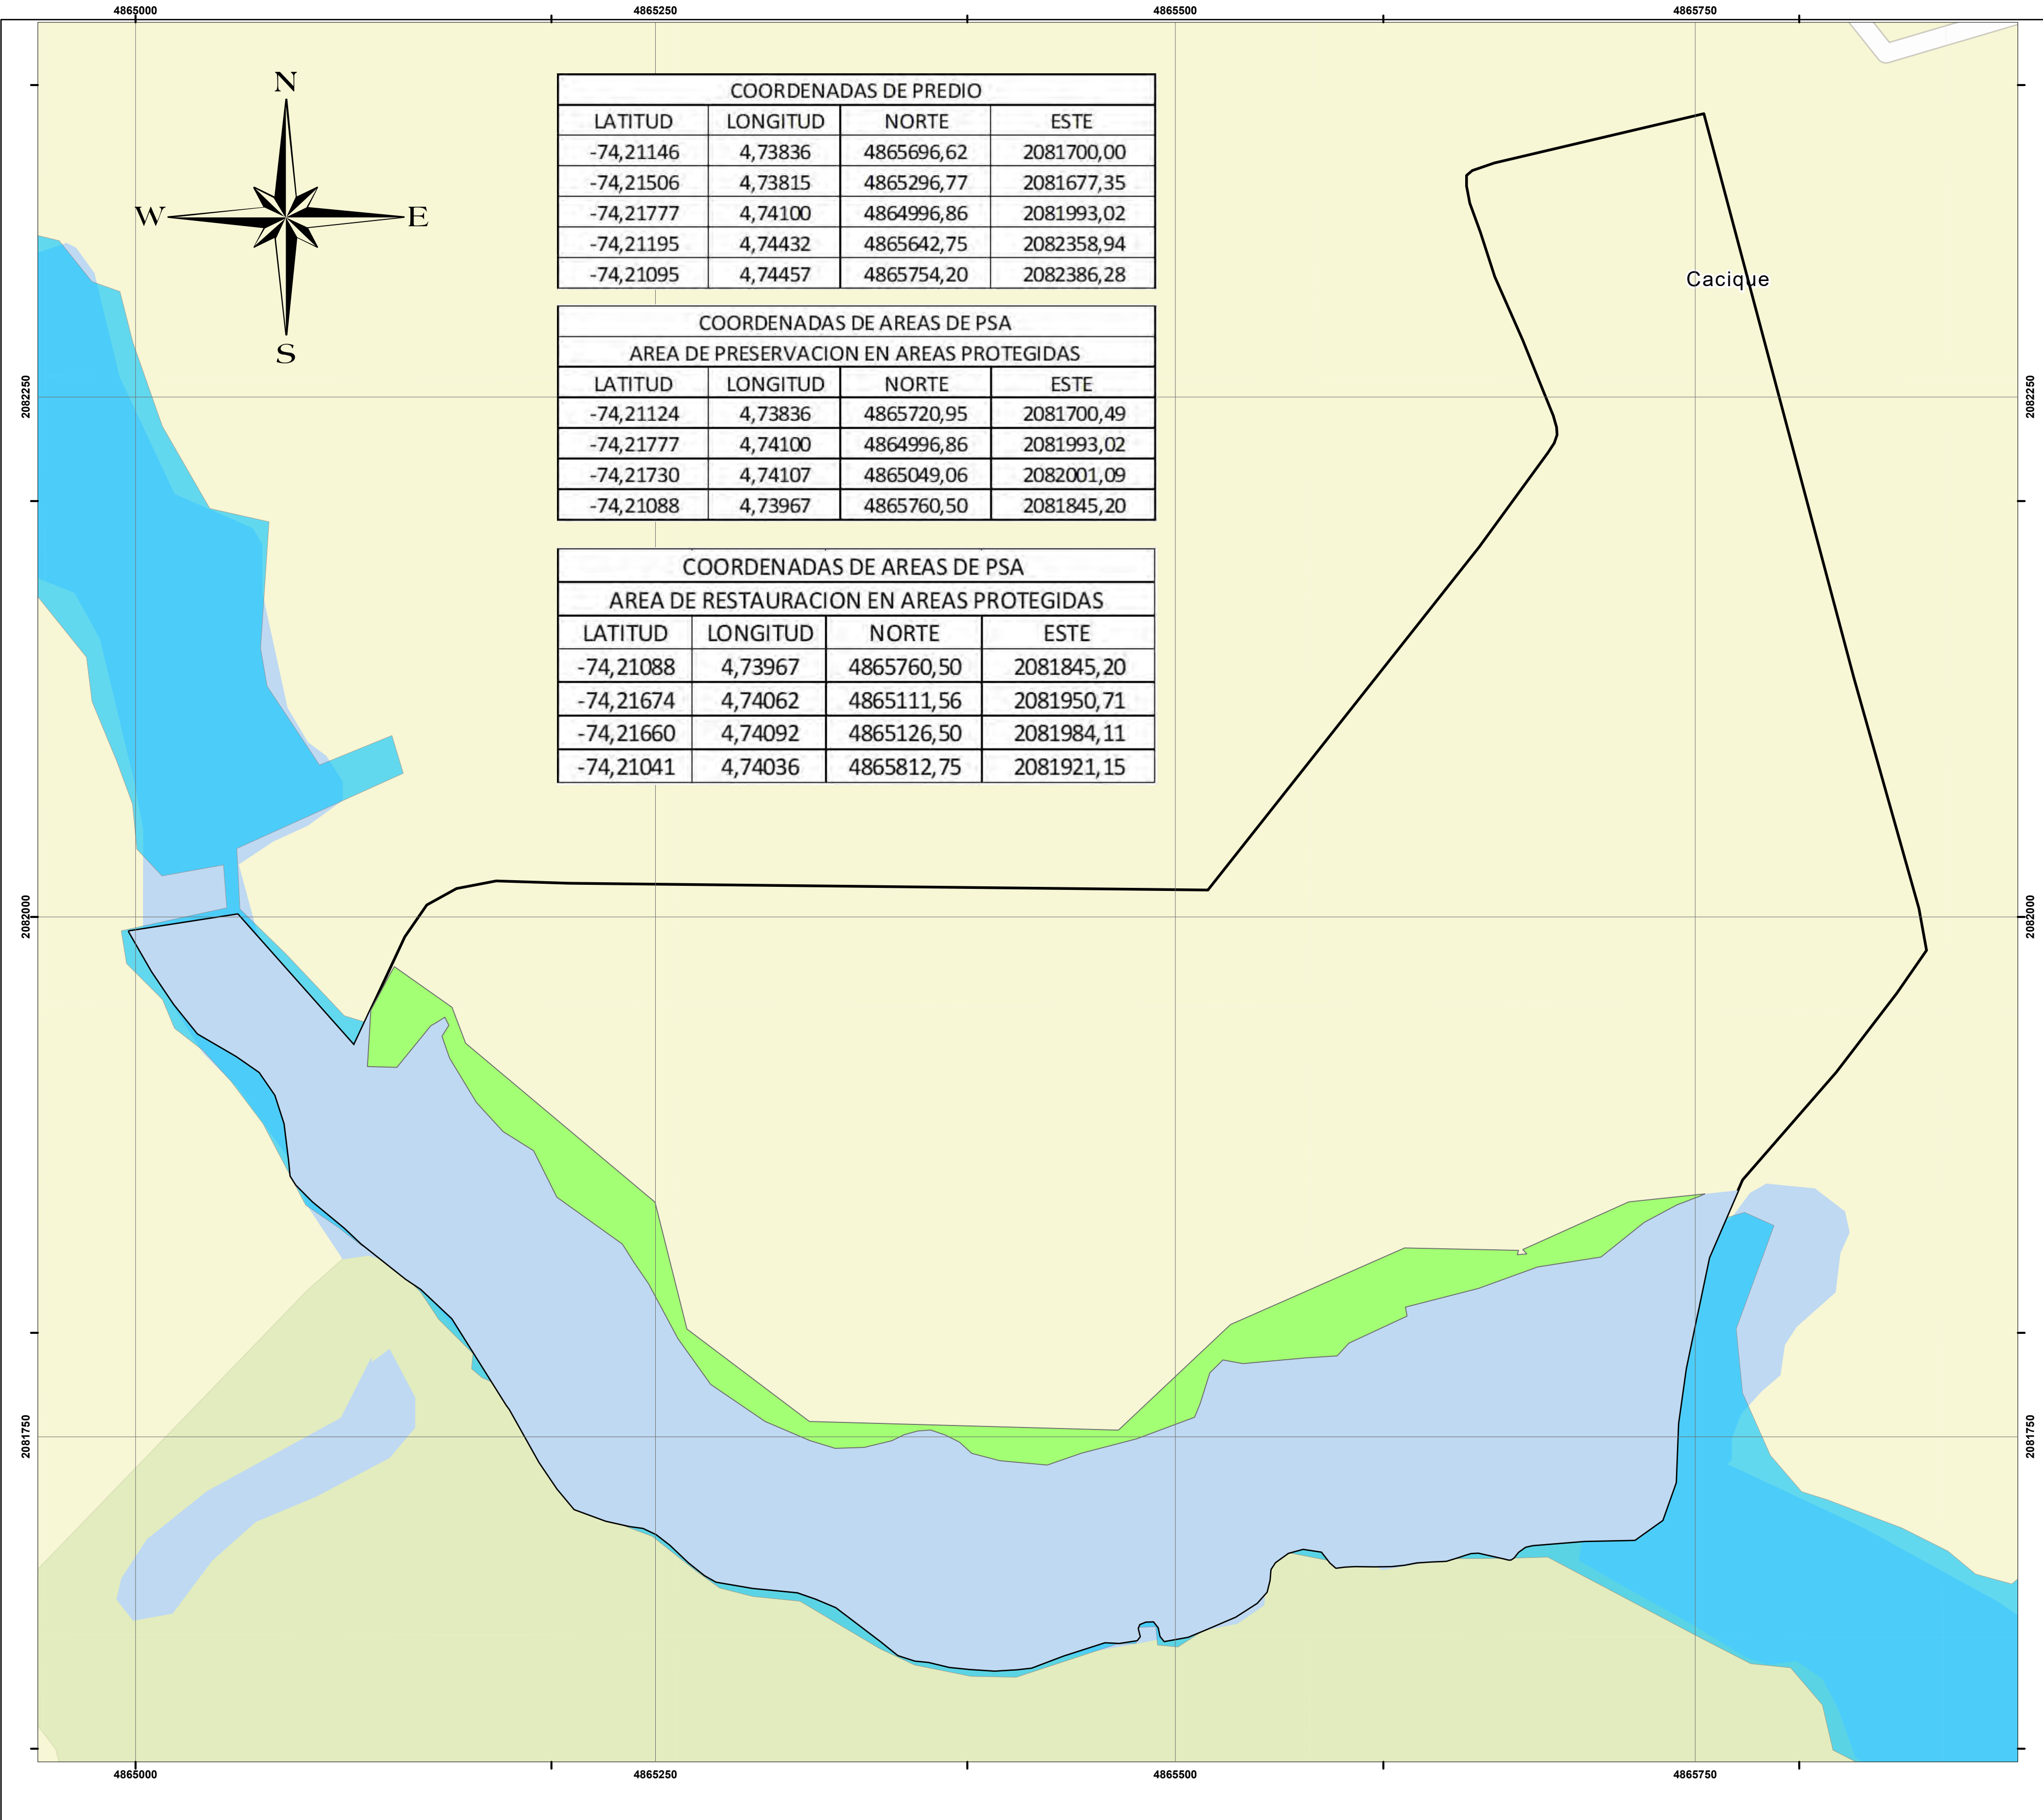 4865000 4865250 4865500 4865750
N
W E
S
COORDENADAS DE PREDIO
LATITUD LONGITUD NORTE ESTE
-74,21146 4,73836 4865696,62 2081700,00
-74,21506 4,73815 4865296,77 2081677,35
-74,21777 4,74100 4864996,86 2081993,02
-74,21195 4,74432 4865642,75 2082358,94
-74,21095 4,74457 4865754,20 2082386,28
Cacique
COORDENADAS DE AREAS DE PSA
AREA DE PRESERVACION EN AREAS PROTEGIDAS
LATITUD LONGITUD NORTE ESTE
-74,21124 4,73836 4865720,95 2081700,49
-74,21777 4,74100 4864996,86 2081993,02
-74,21730 4,74107 4865049,06 2082001,09
-74,21088 4,73967 4865760,50 2081845,20
2082250 2082250
COORDENADAS DE AREAS DE PSA
AREA DE RESTAURACION EN AREAS PROTEGIDAS
LATITUD LONGITUD NORTE ESTE
-74,21088 4,73967 4865760,50 2081845,20
-74,21674 4,74062 4865111,56 2081950,71
-74,21660 4,74092 4865126,50 2081984,11
-74,21041 4,74036 4865812,75 2081921,15
2082000 2082000
2081750 2081750
4865000 4865250 4865500 4865750